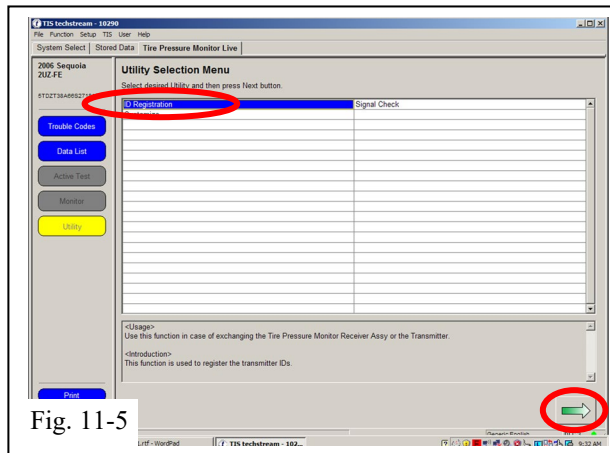 TIS techstream - 10290
File Function Setup TIS User Help
System Select Stored Data Tire Pressure Monitor Live
2006 Sequoia
2UZ-FE
Utility Selection Menu
Select desired Utility and then press Next button.
ID Registration Signal Check
Trouble Codes
Data List
Active Test
Monitor
Utility
<Usage>
Use this function in case of exchanging the Tire Pressure Monitor Receiver Assy or the Transmitter.
<Introduction>
This function is used to register the transmitter IDs.
Print
Fig. 11-5
.rtf - WordPad TIS techstream - 102... 9:32 AM